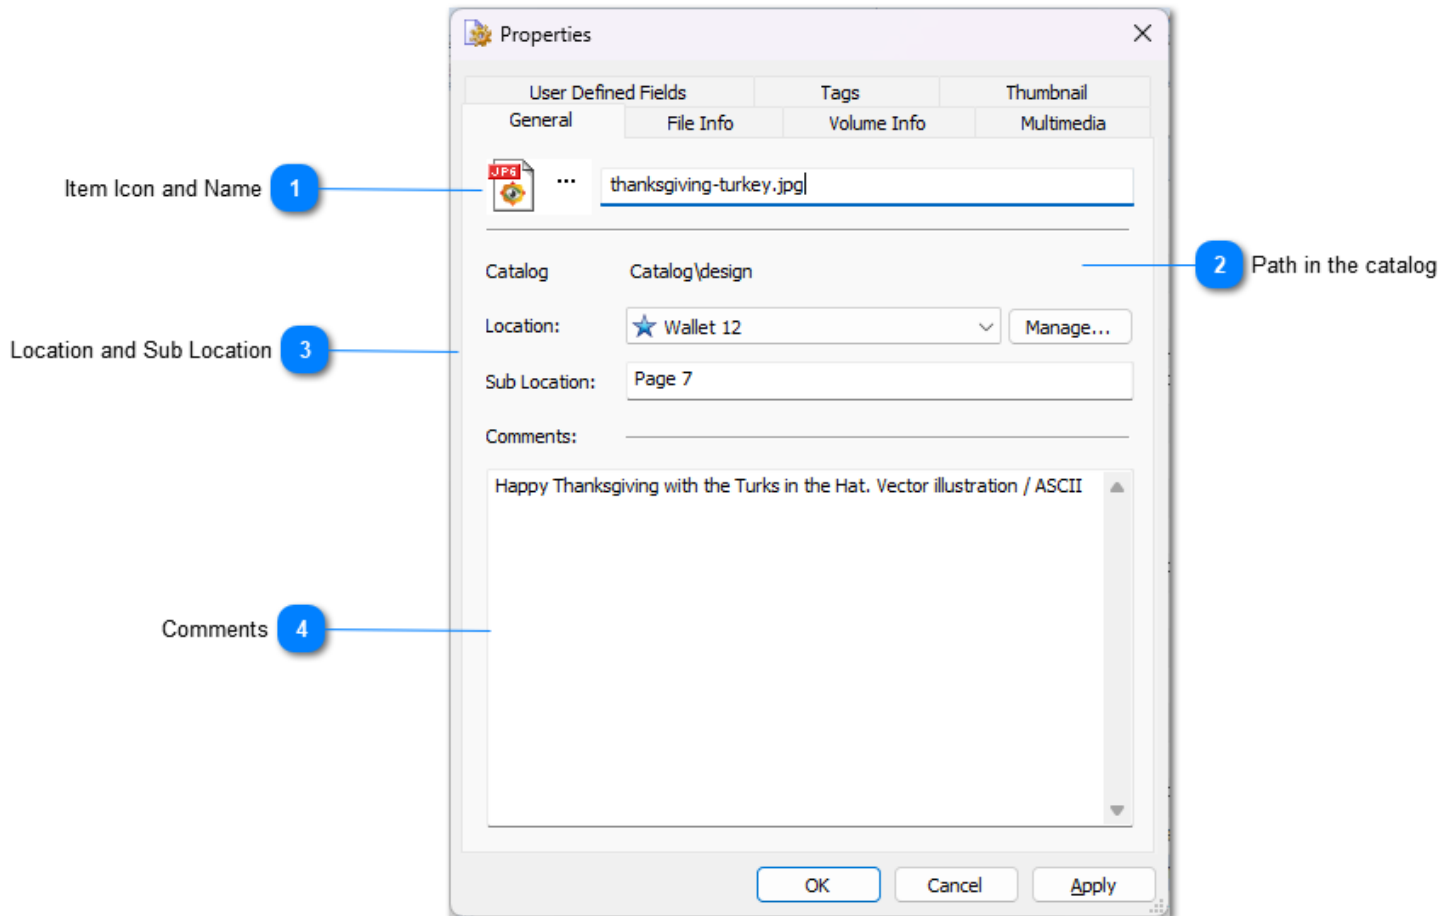 Properties
User Defined Fields Tags Thumbnail
General File Info Volume Info Multimedia
Item Icon and Name 1
JPG ... thanksgiving-turkey.jpg
Catalog Catalog\design
2 Path in the catalog
Location: Wallet 12 Manage...
Location and Sub Location 3
Sub Location: Page 7
Comments:
Happy Thanksgiving with the Turks in the Hat. Vector illustration / ASCII
Comments 4
OK Cancel Apply